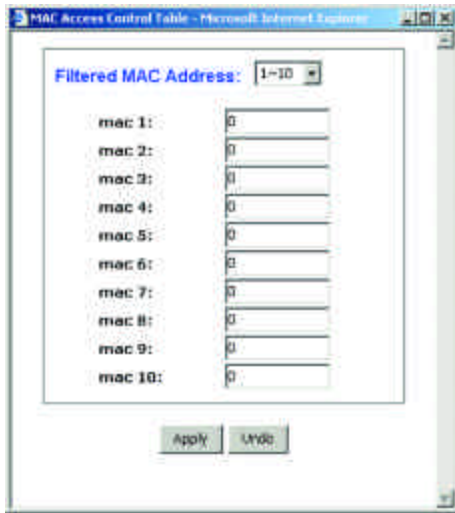 MAC Access Control Table - Microsoft Internet Explorer
Filtered MAC Address: 1~10
mac 1: 0
mac 2: 0
mac 3: 0
mac 4: 0
mac 5: 0
mac 6: 0
mac 7: 0
mac 8: 0
mac 9: 0
mac 10: 0
Apply Undo